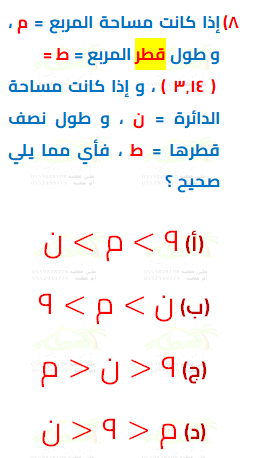 ٨) إذا كانت مساحة المربع = م ،
و طول قطر المربع = ط =
( ٣,١٤ ) ، و إذا كانت مساحة
الدائرة = ن ، و طول نصف
قطرها = ط ، فأي مما يلي
صحيح ؟
(أ) ٩ > م > ن
(ب) ن > م > ٩
(ج) ٩ < ن < م
(د) م < ٩ < ن